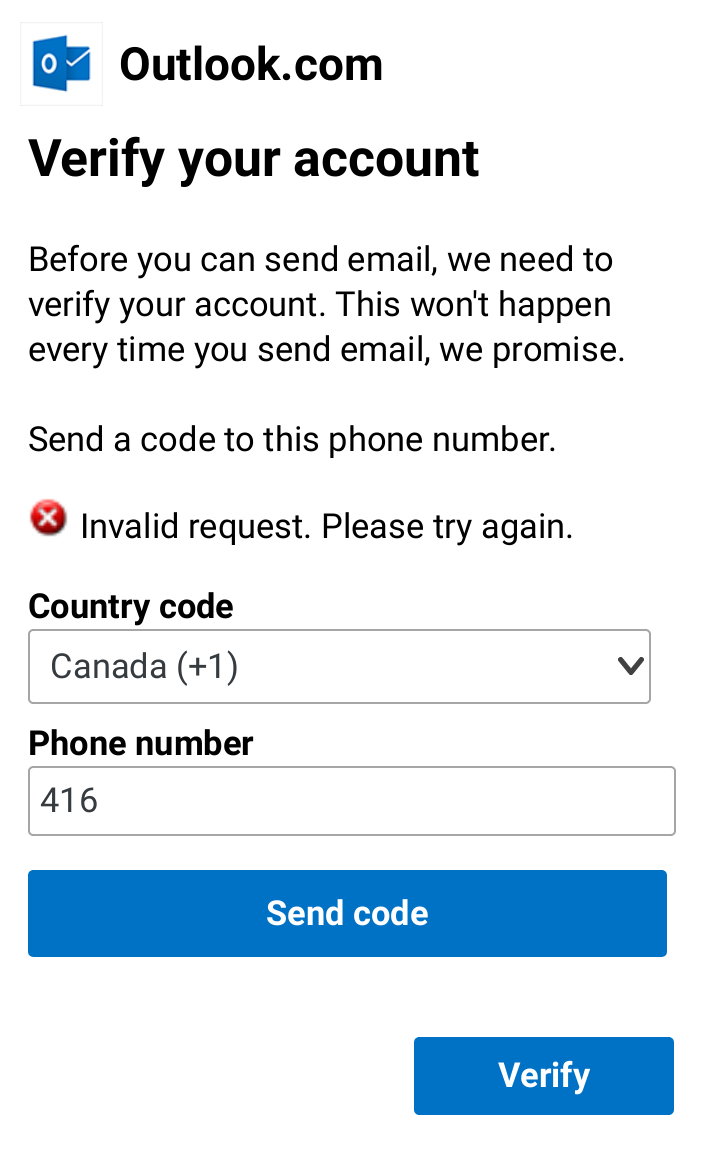 Outlook.com
Verify your account
Before you can send email, we need to
verify your account. This won't happen
every time you send email, we promise.
Send a code to this phone number.
Invalid request. Please try again.
Country code
Canada (+1)
Phone number
416
Send code
Verify